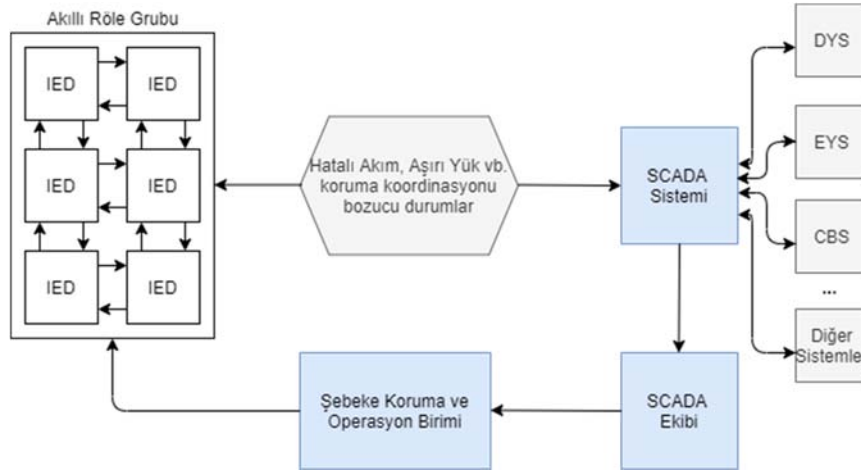 Akıllı Röle Grubu
IED
IED
IED
IED
IED
IED
Hatalı Akım, Aşırı Yük vb.
koruma koordinasyonu
bozucu durumlar
SCADA
Sistemi
DYS
EYS
CBS
...
Diğer
Sistemle
Şebeke Koruma ve
Operasyon Birimi
SCADA
Ekibi